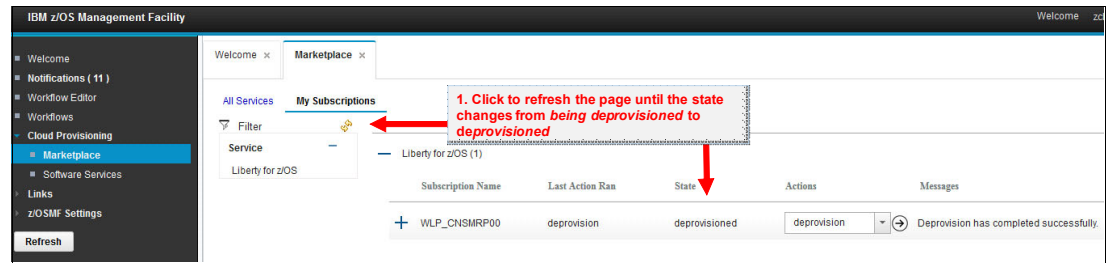 IBM z/OS Management Facility
Welcome
Welcome
Notifications ( 11 )
Workflow Editor
Workflows
Cloud Provisioning
Marketplace
Software Services
Links
z/OSMF Settings
Refresh
Welcome ×
Marketplace ×
All Services
My Subscriptions
Filter
Service
Liberty for z/OS
1. Click to refresh the page until the state
changes from being deprovisioned to
deprovisioned
Liberty for z/OS (1)
Subscription Name Last Action Ran State Actions Messages
WLP_CNSMRP00 deprovision deprovisioned deprovision Deprovision has completed successfully.